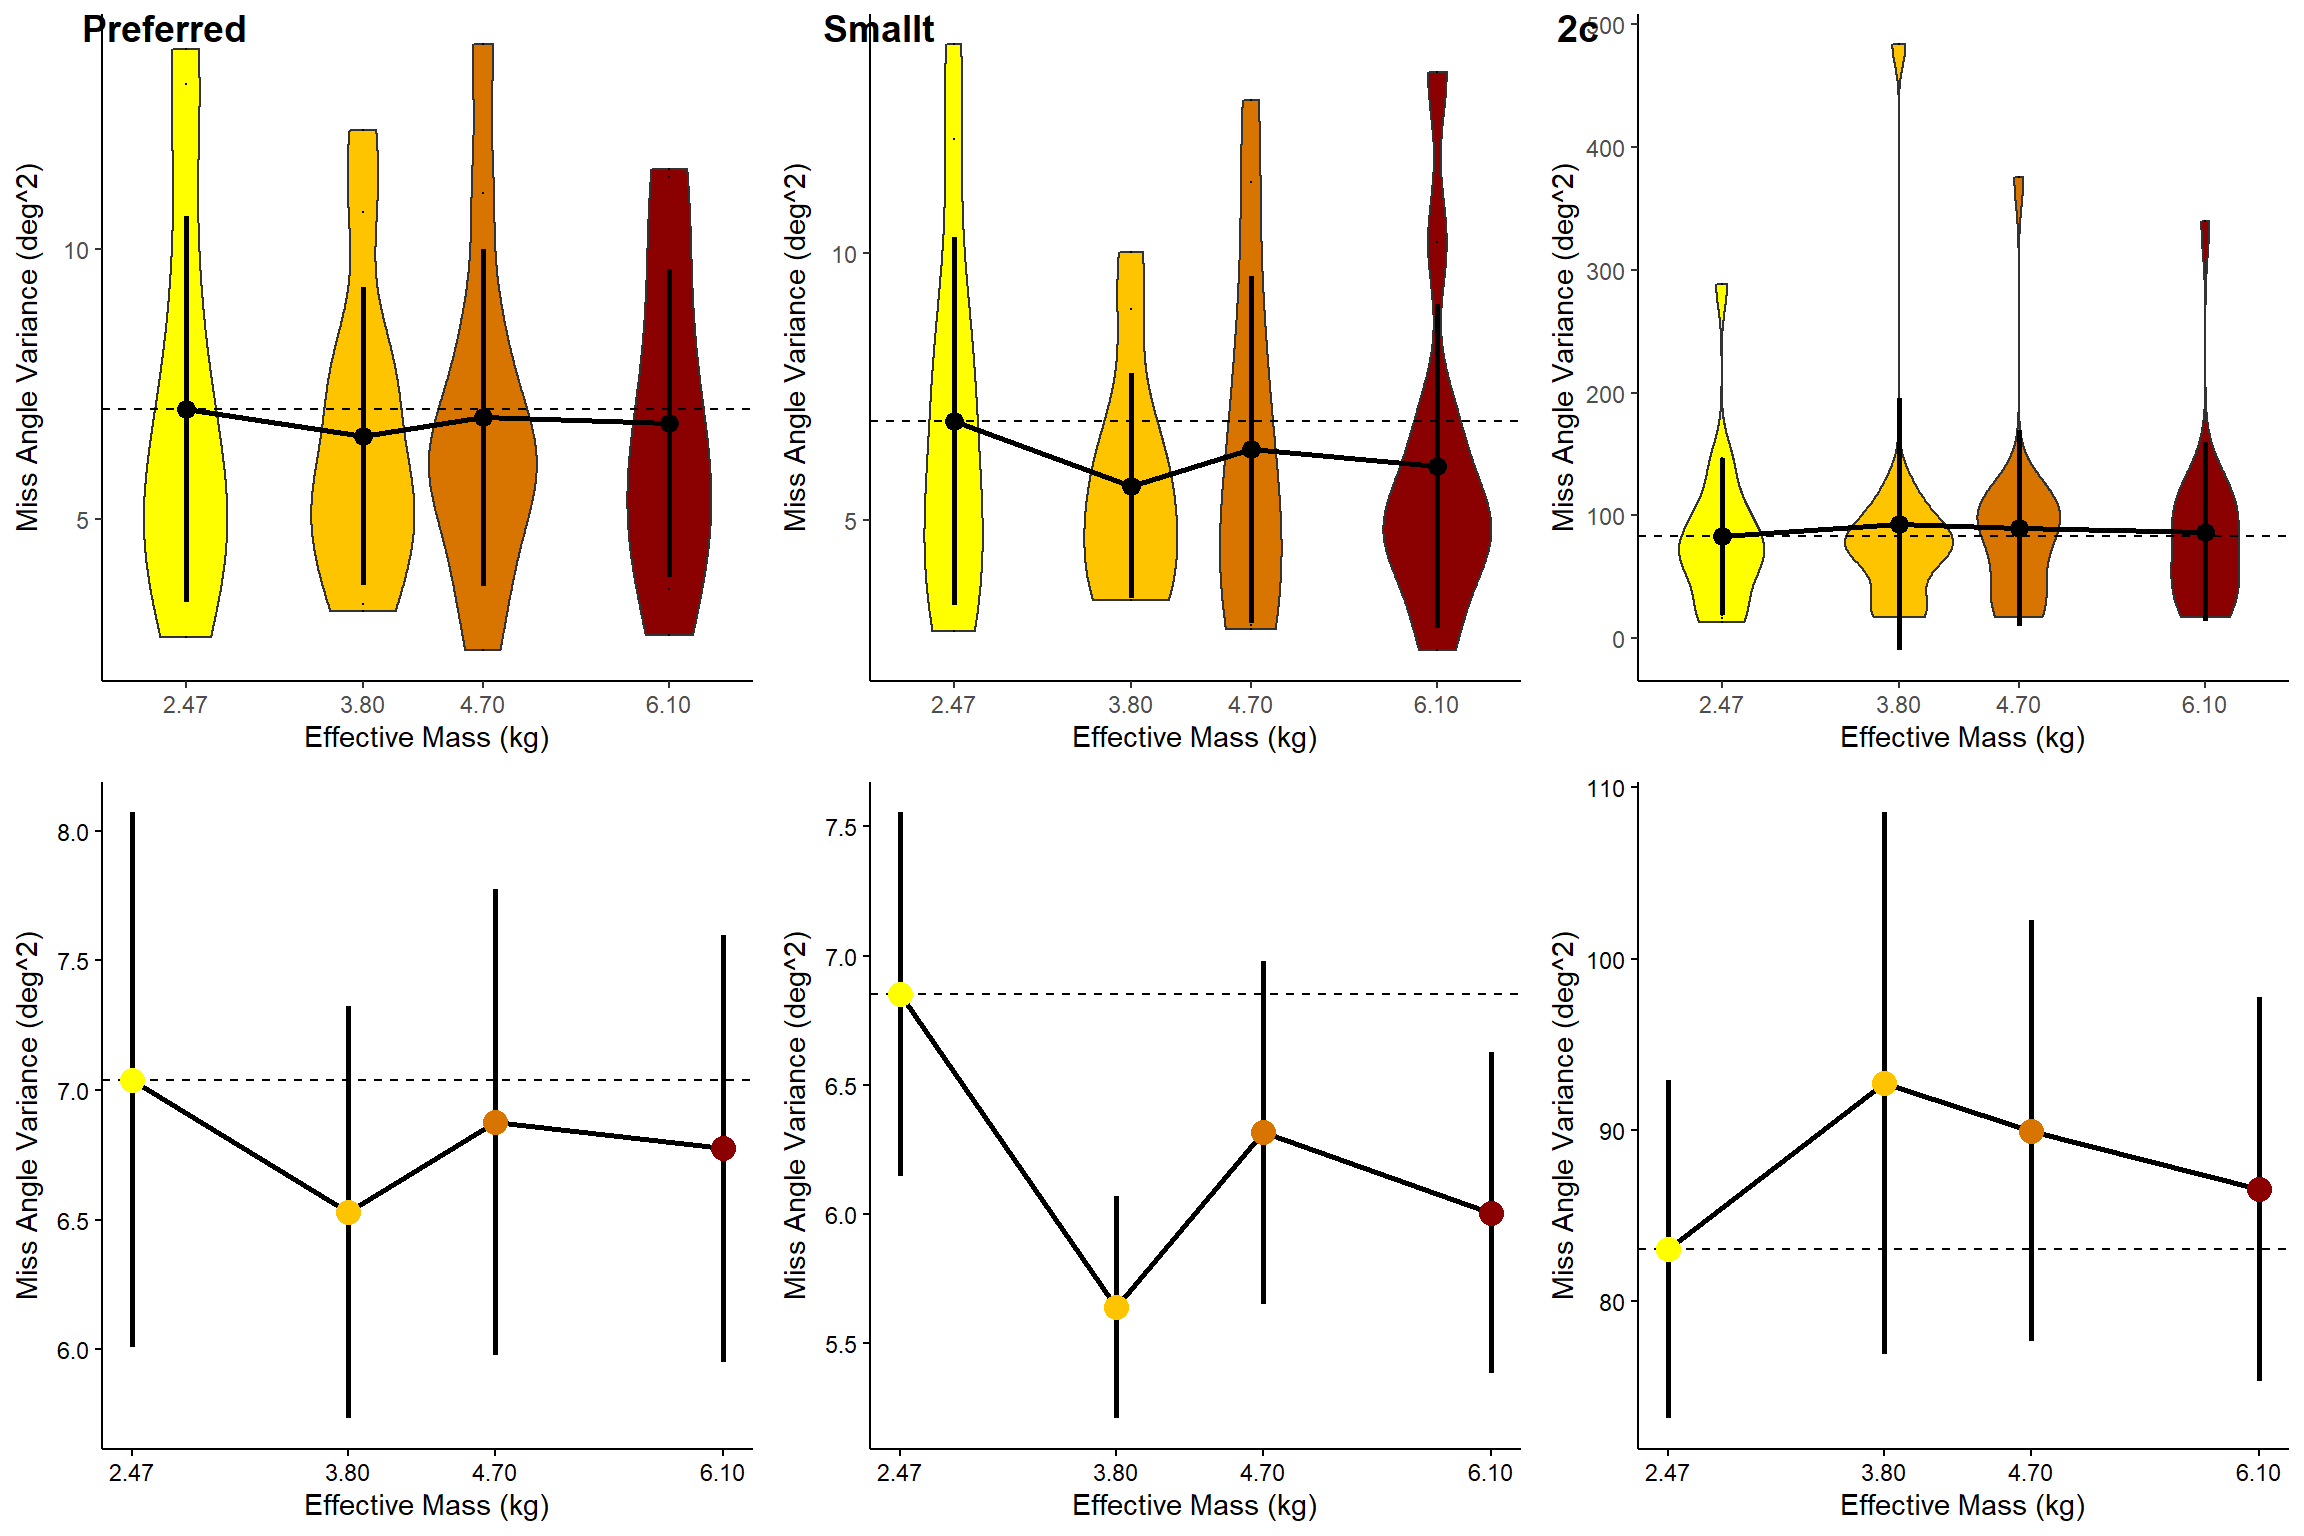 Preferred
Miss Angle Variance (deg^2)
10
5
2.47 3.80 4.70 6.10
Effective Mass (kg)
Smallt
Miss Angle Variance (deg^2)
10
5
2.47 3.80 4.70 6.10
Effective Mass (kg)
2c
Miss Angle Variance (deg^2)
500
400
300
200
100
0
2.47 3.80 4.70 6.10
Effective Mass (kg)
Miss Angle Variance (deg^2)
8.0
7.5
7.0
6.5
6.0
2.47 3.80 4.70 6.10
Effective Mass (kg)
Miss Angle Variance (deg^2)
7.5
7.0
6.5
6.0
5.5
2.47 3.80 4.70 6.10
Effective Mass (kg)
Miss Angle Variance (deg^2)
110
100
90
80
2.47 3.80 4.70 6.10
Effective Mass (kg)